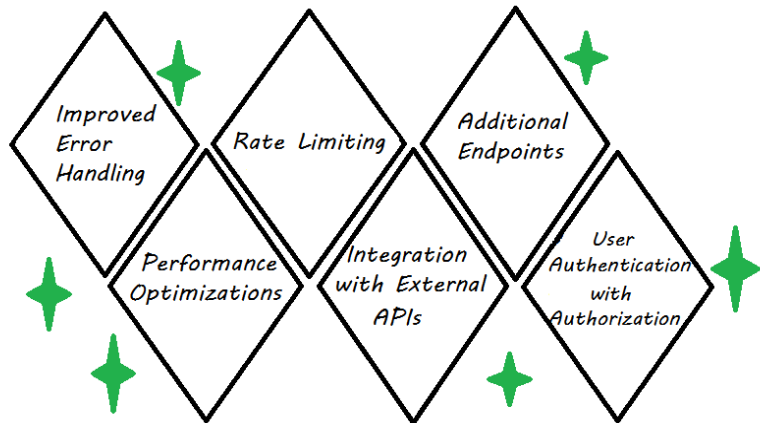 Improved
Error
Handling
Rate Limiting
Additional
Endpoints
Performance
Optimizations
Integration
with External
APIs
User
Authentication
with
Authorization